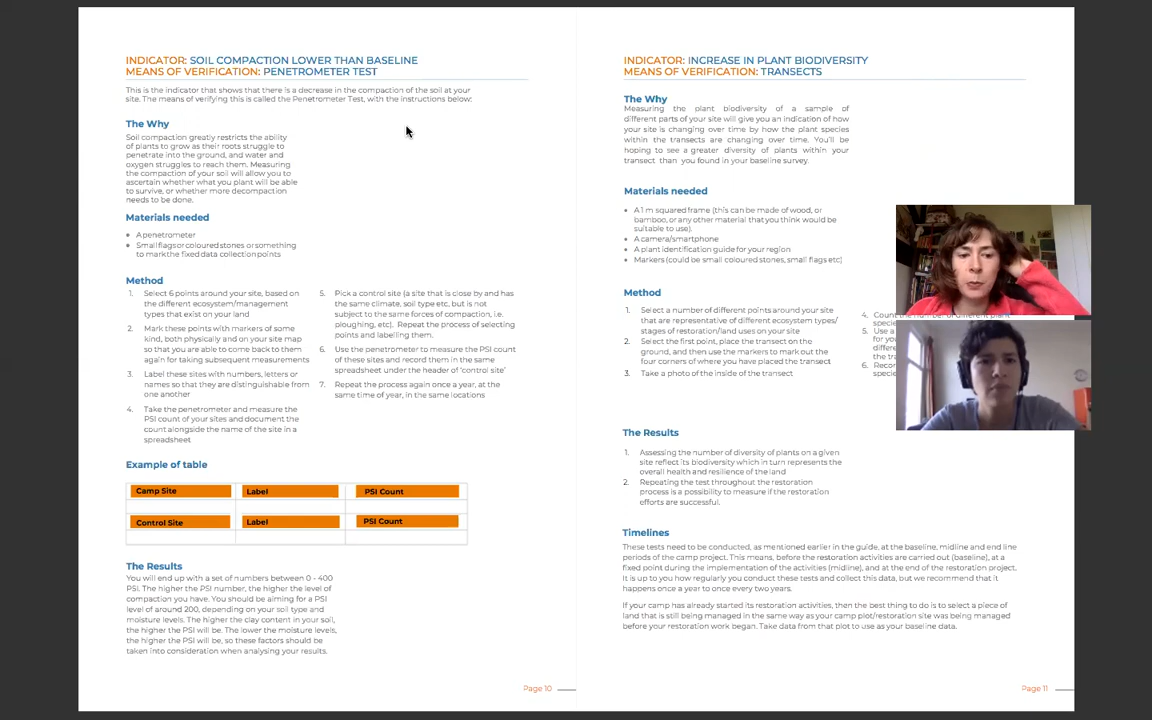 INDICATOR: SOIL COMPACTION LOWER THAN BASELINE
MEANS OF VERIFICATION: PENETROMETER TEST
This is the indicator that shows that there is a decrease in the compaction of the soil at your
site. The means of verifying this is called the Penetrometer Test, with the instructions below:
The Why
Soil compaction greatly restricts the ability
of plants to grow as their roots struggle to
penetrate into the ground, and water and
oxygen struggles to reach them. Measuring
the compaction of your soil will allow you to
ascertain whether what you plant will be able
to survive, or whether more decompaction
needs to be done.
Materials needed
• A penetrometer
• Small flags or coloured stones or something
to mark the fixed data collection points
Method
1. Select 6 points around your site, based on
the different ecosystem/management
types that exist on your land
2. Mark these points with markers of some
kind, both physically and on your site map
so that you are able to come back to them
again for taking subsequent measurements
3. Label these sites with numbers, letters or
names so that they are distinguishable from
one another
4. Take the penetrometer and measure the
PSI count of your sites and document the
count alongside the name of the site in a
spreadsheet
5. Pick a control site (a site that is close by and has
the same climate, soil type etc, but is not
subject to the same forces of compaction, i.e.
ploughing, etc). Repeat the process of selecting
points and labelling them.
6. Use the penetrometer to measure the PSI count
of these sites and record them in the same
spreadsheet under the header of 'control site'
7. Repeat the process again once a year, at the
same time of year, in the same locations
Example of table
Camp Site Label PSI Count
Control Site Label PSI Count
The Results
You will end up with a set of numbers between 0 - 400
PSI. The higher the PSI number, the higher the level of
compaction you have. You should be aiming for a PSI
level of around 200, depending on your soil type and
moisture levels. The higher the clay content in your soil,
the higher the PSI will be. The lower the moisture levels,
the higher the PSI will be, so these factors should be
taken into consideration when analysing your results.
Page 10
INDICATOR: INCREASE IN PLANT BIODIVERSITY
MEANS OF VERIFICATION: TRANSECTS
The Why
Measuring the plant biodiversity of a sample of
different parts of your site will give you an indication of how
your site is changing over time by how the plant species
within the transects are changing over time. You'll be
hoping to see a greater diversity of plants within your
transect than you found in your baseline survey.
Materials needed
• A 1 m squared frame (this can be made of wood, or
bamboo, or any other material that you think would be
suitable to use),
• A camera/smartphone
• A plant identification guide for your region
• Markers (could be small coloured stones, small flags etc)
Method
1. Select a number of different points around your site
that are representative of different ecosystem types/
stages of restoration/land uses on your site
2. Select the first point, place the transect on the
ground, and then use the markers to mark out the
four corners of where you have placed the transect
3. Take a photo of the inside of the transect
4. Count the number of different plant
specie
5. Use a
for you
differe
the tra
6. Recor
specie
The Results
1. Assessing the number of diversity of plants on a given
site reflect its biodiversity which in turn represents the
overall health and resilience of the land
2. Repeating the test throughout the restoration
process is a possibility to measure if the restoration
efforts are successful.
Timelines
These tests need to be conducted, as mentioned earlier in the guide, at the baseline, midline and end line
periods of the camp project. This means, before the restoration activities are carried out (baseline), at a
fixed point during the implementation of the activities (midline), and at the end of the restoration project.
It is up to you how regularly you conduct these tests and collect this data, but we recommend that it
happens once a year to once every two years.
If your camp has already started its restoration activities, then the best thing to do is to select a piece of
land that is still being managed in the same way as your camp plot/restoration site was being managed
before your restoration work began. Take data from that plot to use as your baseline data.
Page 11